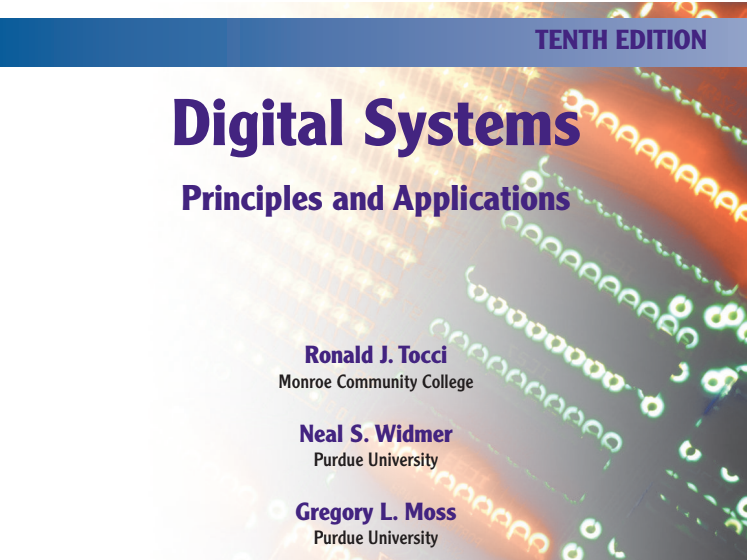 TENTH EDITION
Digital Systems
Principles and Applications
Ronald J. Tocci
Monroe Community College
Neal S. Widmer
Purdue University
Gregory L. Moss
Purdue University